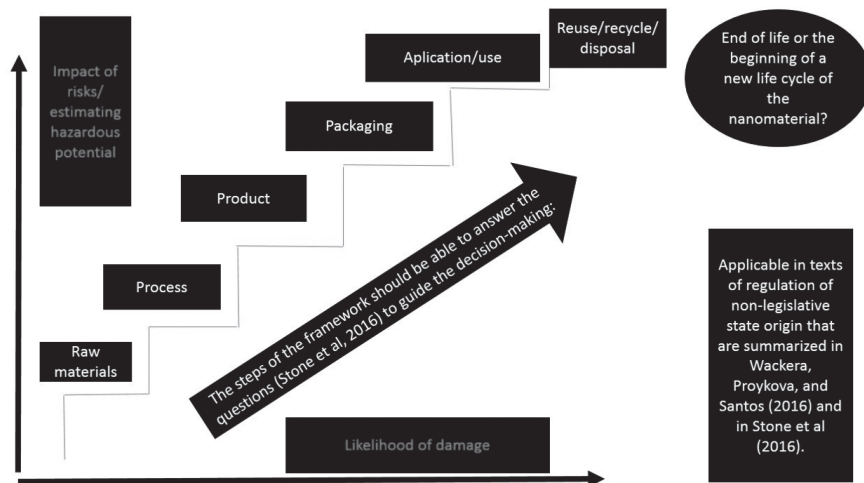 Impact of
risks/
estimating
hazardous
potential
Raw
materials
Process
Product
Packaging
Aplication/use
Reuse/recycle/
disposal
End of life or the
beginning of a
new life cycle of
the
nanomaterial?
The steps of the framework should be able to answer the
questions (Stone et al, 2016) to guide the decision-making:
Likelihood of damage
Applicable in texts
of regulation of
non-legislative
state origin that
are summarized in
Wackera,
Proykova, and
Santos (2016) and
in Stone et al
(2016).